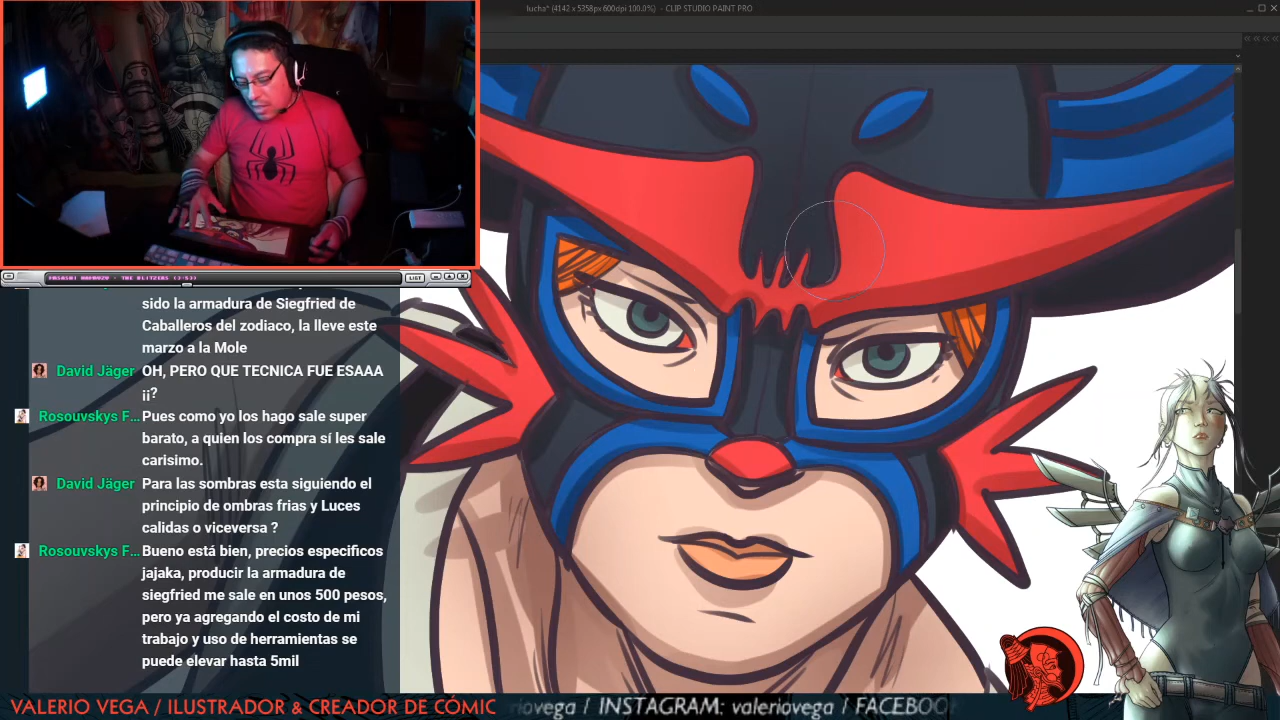 lucha* (4142 x 5358px 600dpi 100.0%) - CLIP STUDIO PAINT PRO
LIST
sido la armadura de Siegfried de
Caballeros del zodiaco, la lleve este
marzo a la Mole
David Jäger OH, PERO QUE TECNICA FUE ESAAA
¡¡?
Rosouvskys F... Pues como yo los hago sale super
barato, a quien los compra sí les sale
carisimo.
David Jäger Para las sombras esta siguiendo el
principio de ombras frias y Luces
calidas o viceversa ?
Rosouvskys F... Bueno está bien, precios especificos
jajaka, producir la armadura de
siegfried me sale en unos 500 pesos,
pero ya agregando el costo de mi
trabajo y uso de herramientas se
puede elevar hasta 5mil
VALERIO VEGA / ILUSTRADOR & CREADOR DE CÓMIC
riovega / INSTAGRAM: valeriovega / FACEBOO